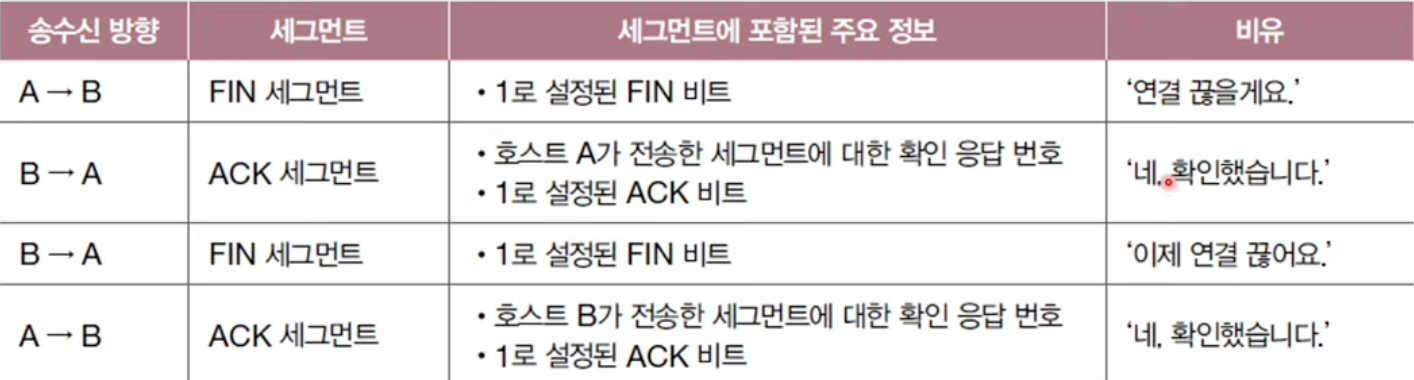 송수신 방향 세그먼트 세그먼트에 포함된 주요 정보 비유
A → B FIN 세그먼트 • 1로 설정된 FIN 비트 ‘연결 끊을게요.’
B → A ACK 세그먼트 • 호스트 A가 전송한 세그먼트에 대한 확인 응답 번호
• 1로 설정된 ACK 비트 ‘네, 확인했습니다.’
B → A FIN 세그먼트 • 1로 설정된 FIN 비트 ‘이제 연결 끊어요.’
A → B ACK 세그먼트 • 호스트 B가 전송한 세그먼트에 대한 확인 응답 번호
• 1로 설정된 ACK 비트 ‘네, 확인했습니다.’